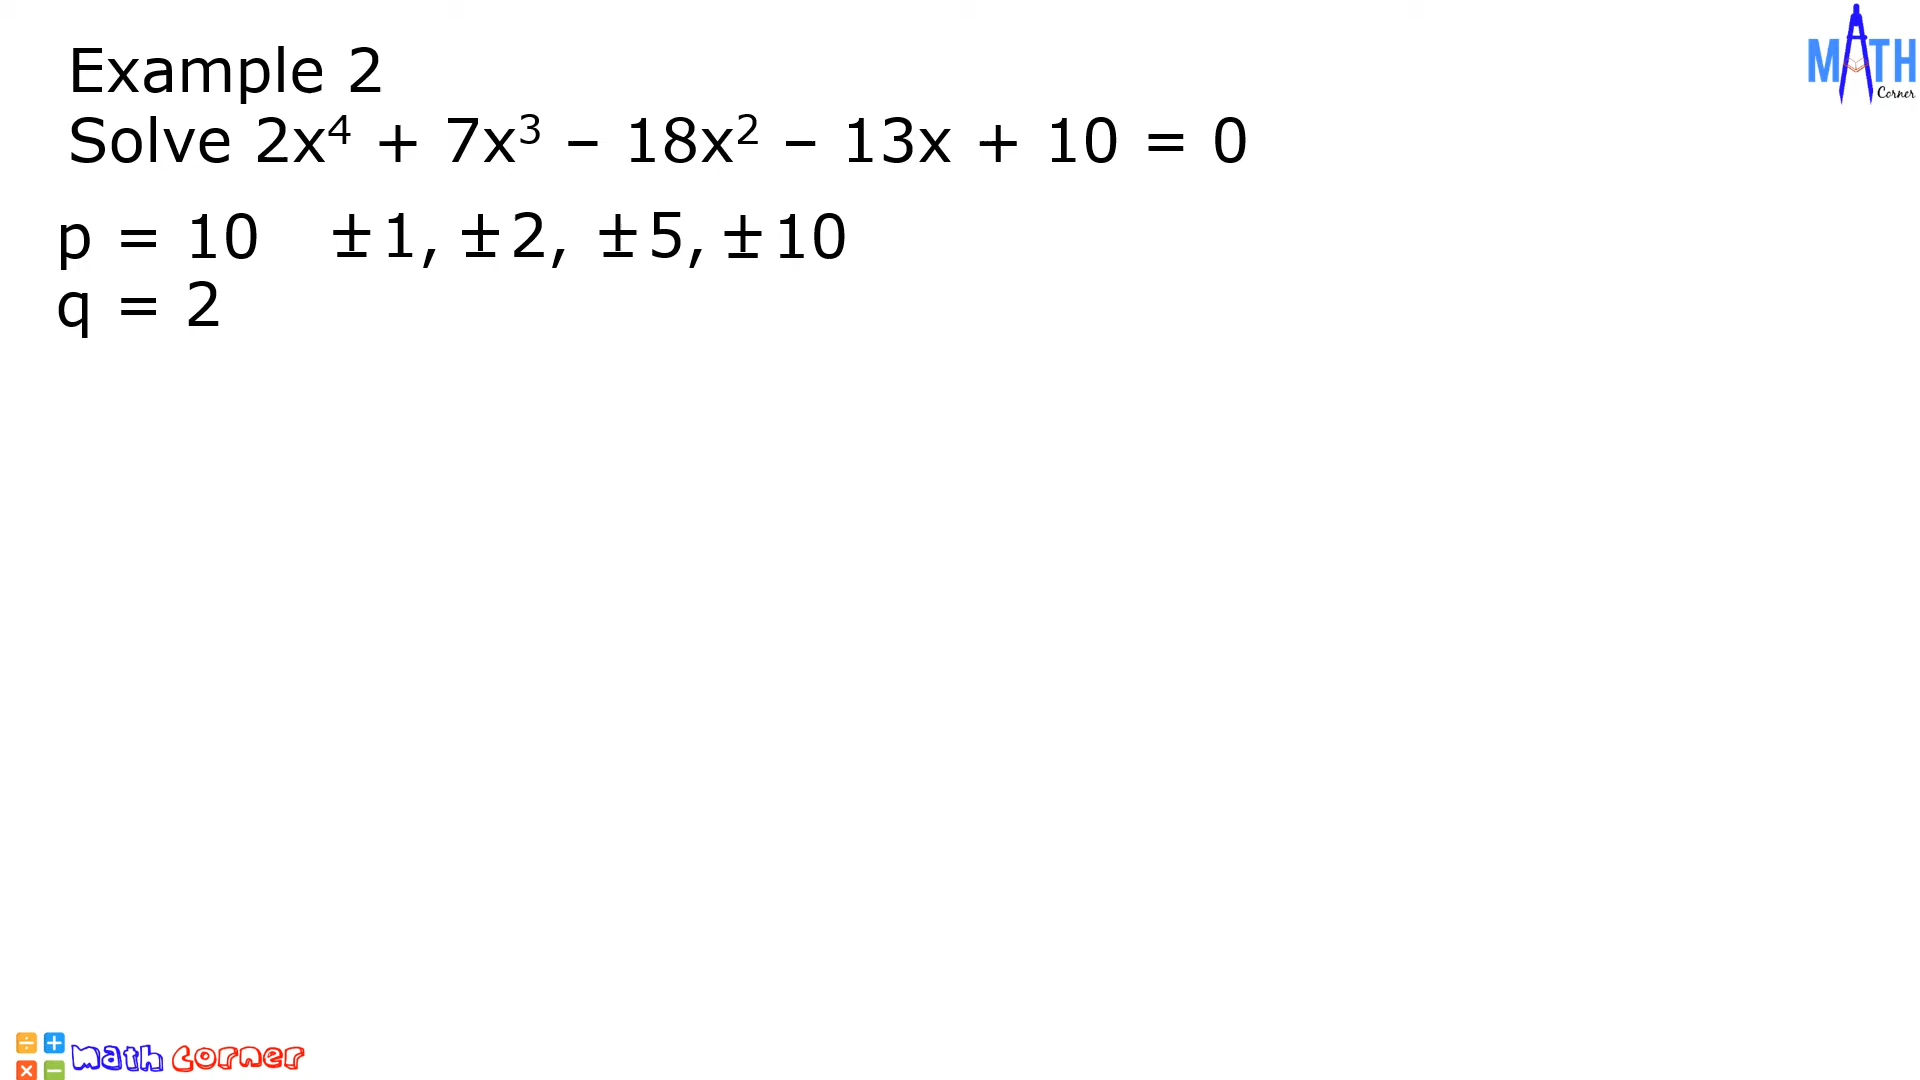 MATH
Corner
Example 2
Solve 2x⁴ + 7x³ – 18x² – 13x + 10 = 0
p = 10 ±1, ±2, ±5, ±10
q = 2
math corner